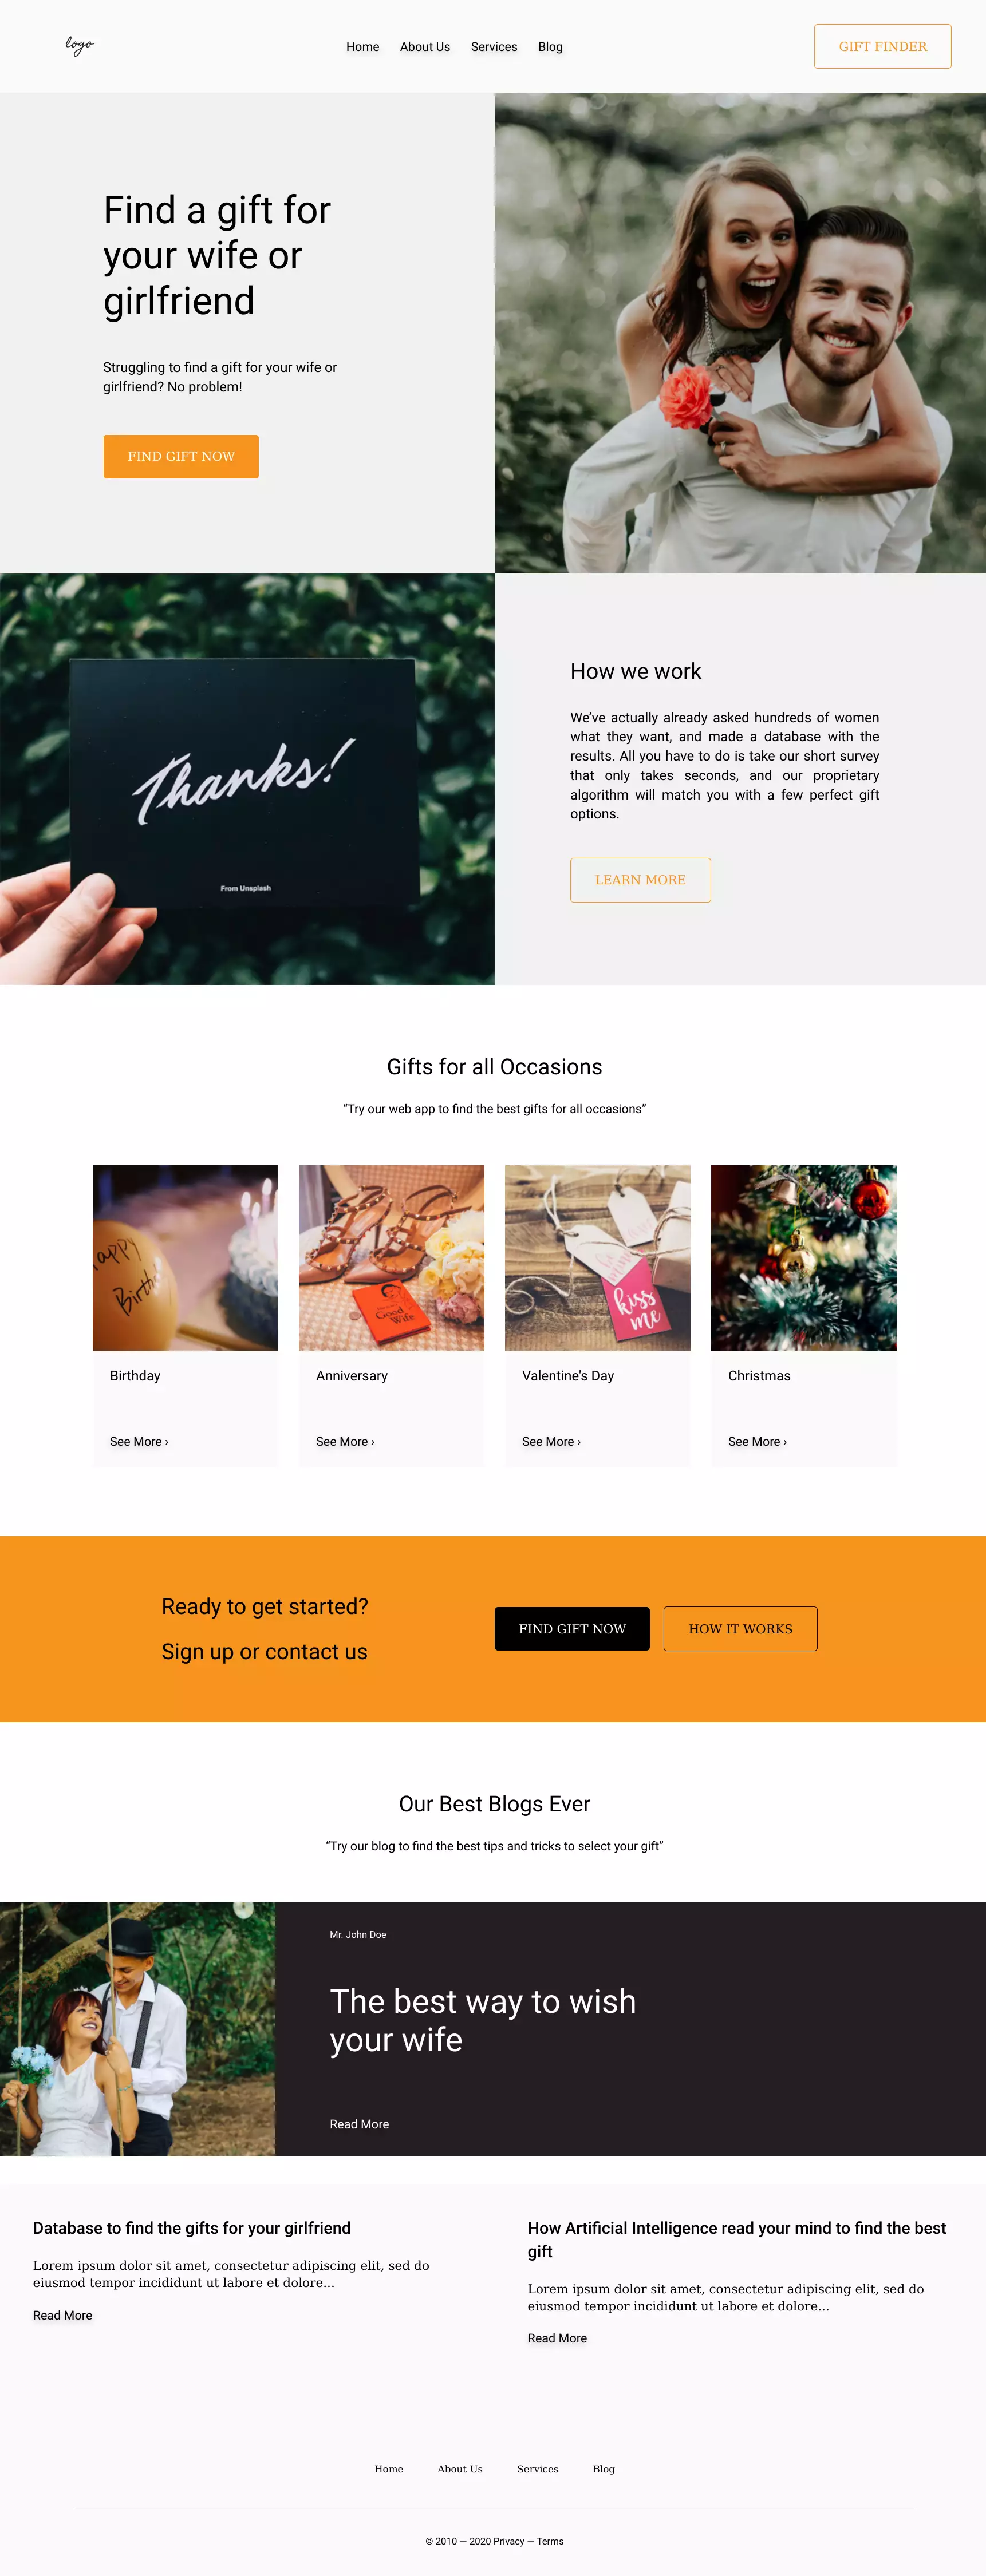 logo
Home About Us Services Blog
GIFT FINDER
Find a gift for
your wife or
girlfriend
Struggling to find a gift for your wife or
girlfriend? No problem!
FIND GIFT NOW
Thanks!
From Unsplash
How we work
We’ve actually already asked hundreds of women
what they want, and made a database with the
results. All you have to do is take our short survey
that only takes seconds, and our proprietary
algorithm will match you with a few perfect gift
options.
LEARN MORE
Gifts for all Occasions
“Try our web app to find the best gifts for all occasions”
Good
Wife
kiss
me
Birthday
See More ›
Anniversary
See More ›
Valentine's Day
See More ›
Christmas
See More ›
Ready to get started?
Sign up or contact us
FIND GIFT NOW
HOW IT WORKS
Our Best Blogs Ever
“Try our blog to find the best tips and tricks to select your gift”
Mr. John Doe
The best way to wish
your wife
Read More
Database to find the gifts for your girlfriend
Lorem ipsum dolor sit amet, consectetur adipiscing elit, sed do
eiusmod tempor incididunt ut labore et dolore...
Read More
How Artificial Intelligence read your mind to find the best
gift
Lorem ipsum dolor sit amet, consectetur adipiscing elit, sed do
eiusmod tempor incididunt ut labore et dolore...
Read More
Home About Us Services Blog
© 2010 — 2020 Privacy — Terms